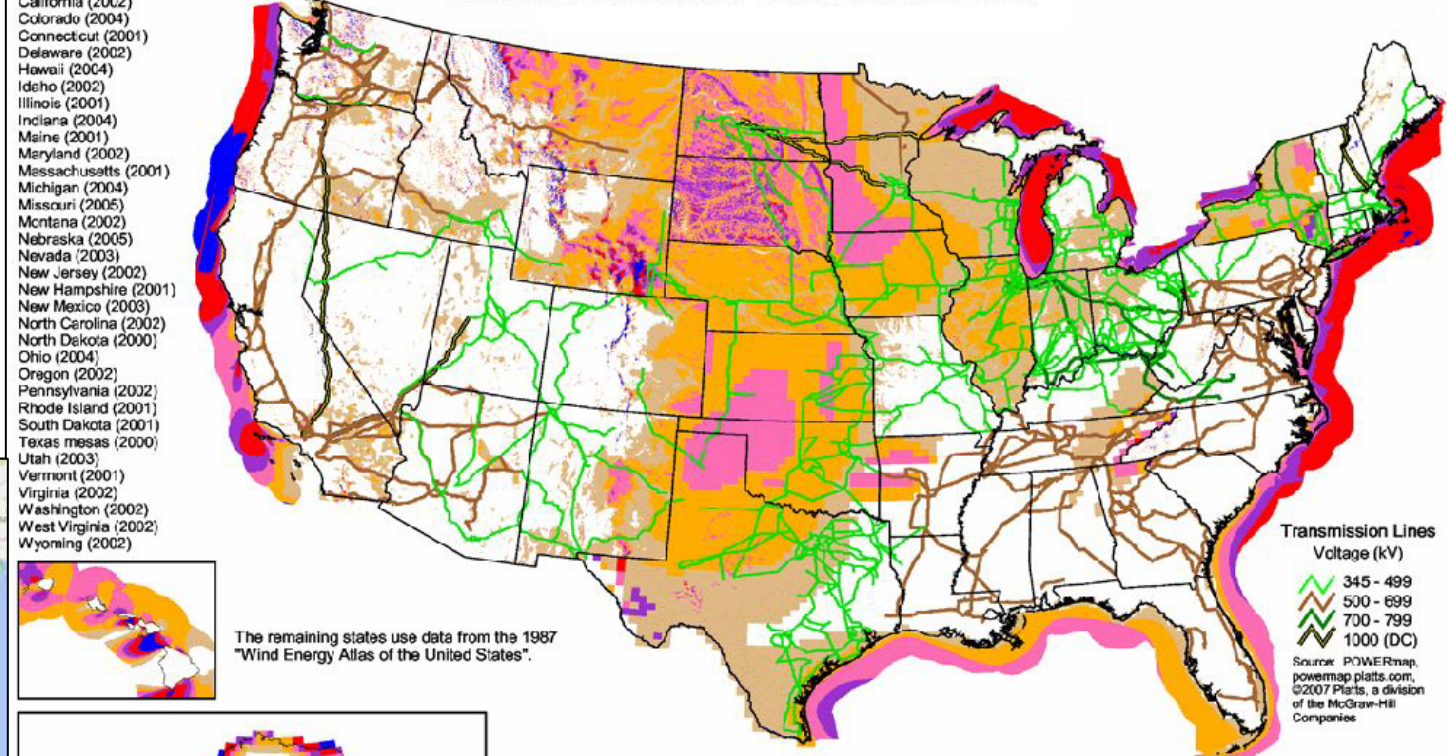 California (2002)
Colorado (2004)
Connecticut (2001)
Delaware (2002)
Hawaii (2004)
Idaho (2002)
Illinois (2001)
Indiana (2004)
Maine (2001)
Maryland (2002)
Massachusetts (2001)
Michigan (2004)
Missouri (2005)
Montana (2002)
Nebraska (2005)
Nevada (2003)
New Jersey (2002)
New Hampshire (2001)
New Mexico (2003)
North Carolina (2002)
North Dakota (2000)
Ohio (2004)
Oregon (2002)
Pennsylvania (2002)
Rhode Island (2001)
South Dakota (2001)
Texas mesas (2000)
Utah (2003)
Vermont (2001)
Virginia (2002)
Washington (2002)
West Virginia (2002)
Wyoming (2002)
The remaining states use data from the 1987
"Wind Energy Atlas of the United States".
Transmission Lines
Voltage (kV)
345 - 499
500 - 699
700 - 799
1000 (DC)
Source: POWERmap,
powermap.platts.com,
©2007 Platts, a division
of the McGraw-Hill
Companies